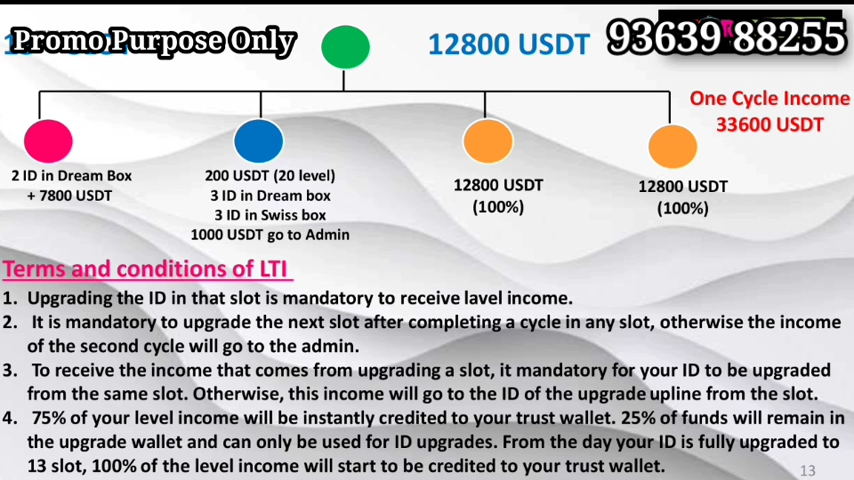 Promo Purpose Only
12800 USDT
93639 88255
One Cycle Income
33600 USDT
2 ID in Dream Box
+ 7800 USDT
200 USDT (20 level)
3 ID in Dream box
3 ID in Swiss box
1000 USDT go to Admin
12800 USDT
(100%)
12800 USDT
(100%)
Terms and conditions of LTI
1. Upgrading the ID in that slot is mandatory to receive lavel income.
2. It is mandatory to upgrade the next slot after completing a cycle in any slot, otherwise the income
of the second cycle will go to the admin.
3. To receive the income that comes from upgrading a slot, it mandatory for your ID to be upgraded
from the same slot. Otherwise, this income will go to the ID of the upgrade upline from the slot.
4. 75% of your level income will be instantly credited to your trust wallet. 25% of funds will remain in
the upgrade wallet and can only be used for ID upgrades. From the day your ID is fully upgraded to
13 slot, 100% of the level income will start to be credited to your trust wallet.
13